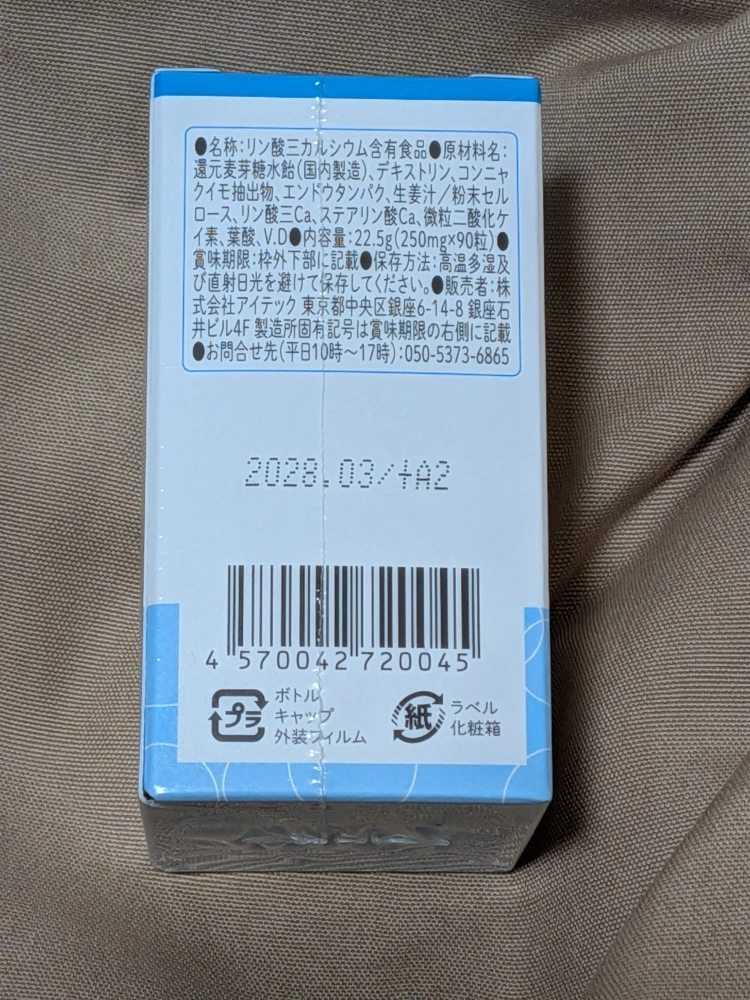 ●名称:リン酸三カルシウム含有食品●原材料名:
還元麦芽糖水飴(国内製造)、デキストリン、コンニャ
クイモ抽出物、エンドウタンパク、生姜汁/粉末セル
ロース、リン酸三Ca、ステアリン酸Ca、微粒二酸化ケ
イ素、葉酸、V.D●内容量:22.5g(250mg×90粒)●
賞味期限:枠外下部に記載●保存方法:高温多湿及
び直射日光を避けて保存してください。●販売者:株
式会社アイテック 東京都中央区銀座6-14-8 銀座石
井ビル4F 製造所固有記号は賞味期限の右側に記載
●お問合せ先(平日10時〜17時):050-5373-6865
2028.03/+A2
4 570042 720045
プラ
ボトル
キャップ
外装フィルム
紙
ラベル
化粧箱